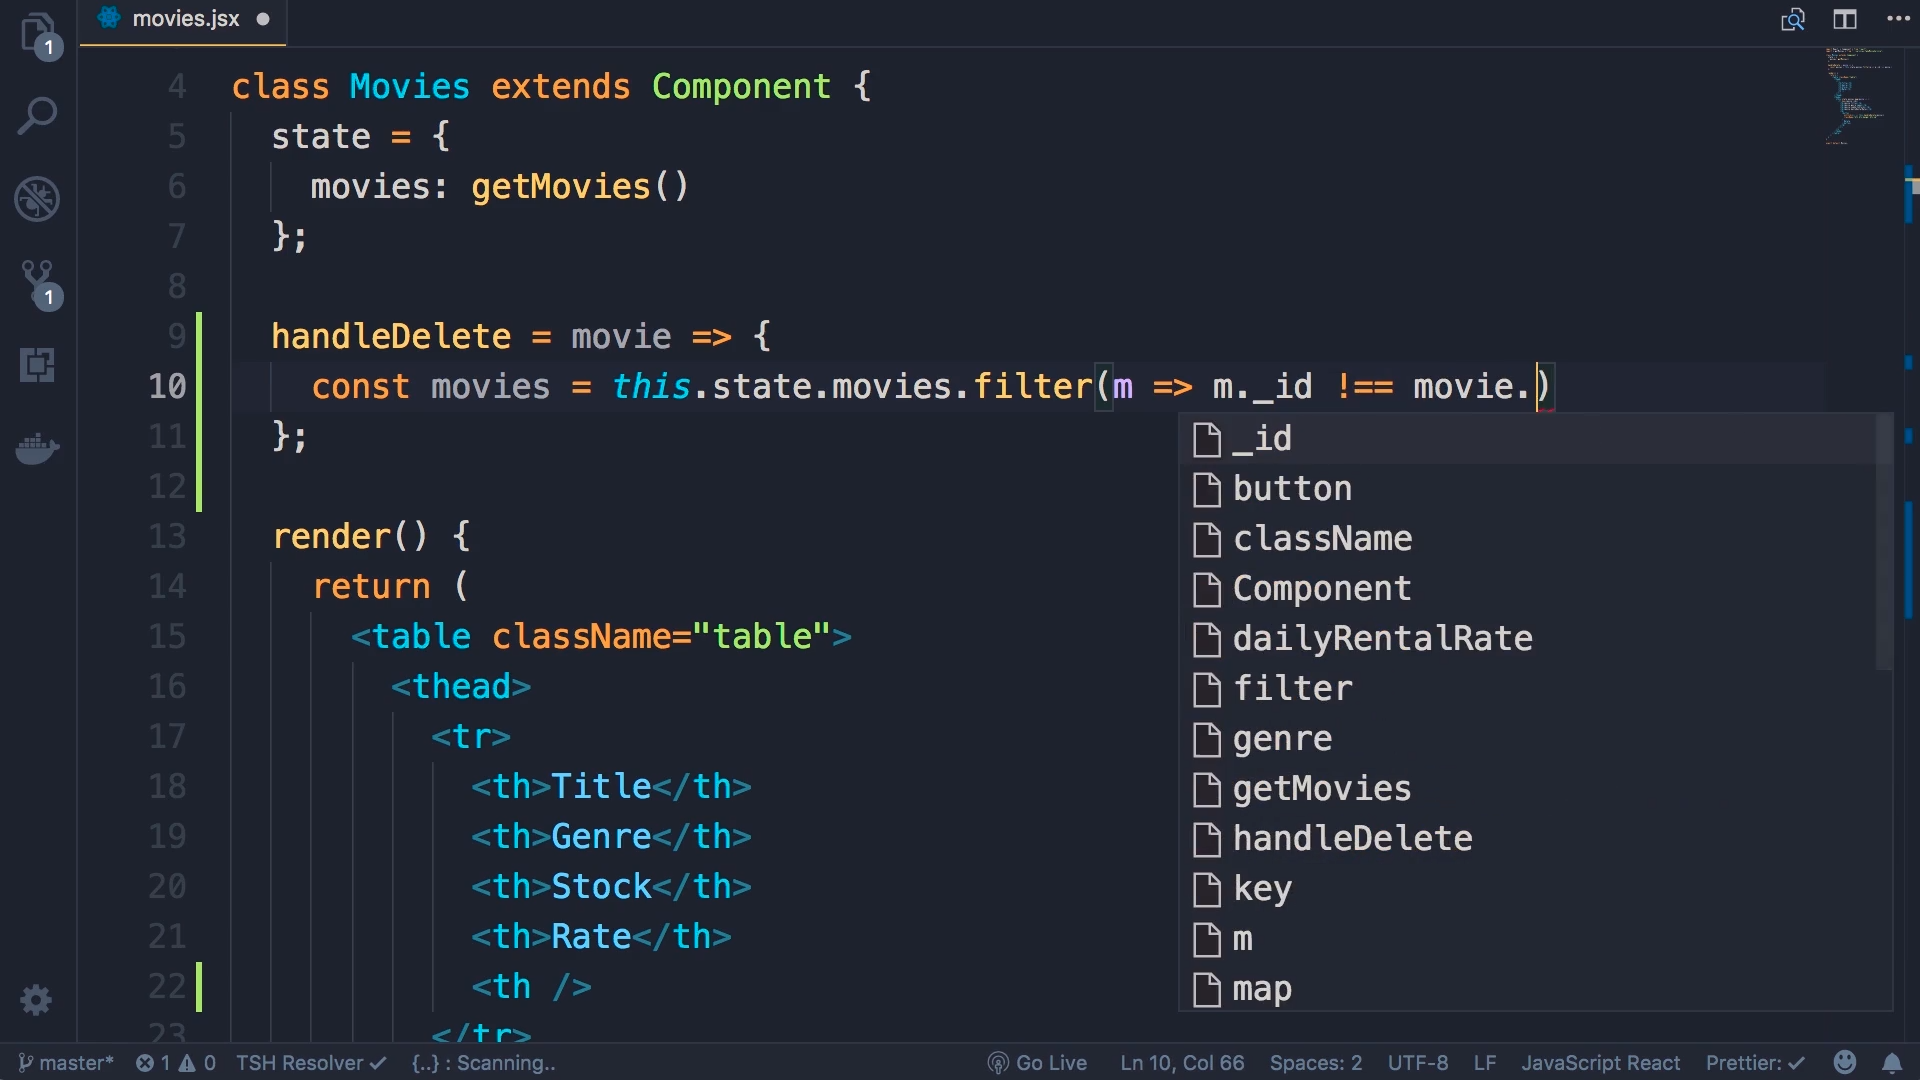 movies.jsx
1
1
4 class Movies extends Component {
5 state = {
6 movies: getMovies()
7 };
8
9 handleDelete = movie => {
10 const movies = this.state.movies.filter(m => m._id !== movie.)
11 };
12
13 render() {
14 return (
15 <table className="table">
16 <thead>
17 <tr>
18 <th>Title</th>
19 <th>Genre</th>
20 <th>Stock</th>
21 <th>Rate</th>
22 <th />
23 </tr>
_id
button
className
Component
dailyRentalRate
filter
genre
getMovies
handleDelete
key
m
map
master* 1 0 TSH Resolver ✓ {..} : Scanning.. Go Live Ln 10, Col 66 Spaces: 2 UTF-8 LF JavaScript React Prettier: ✓